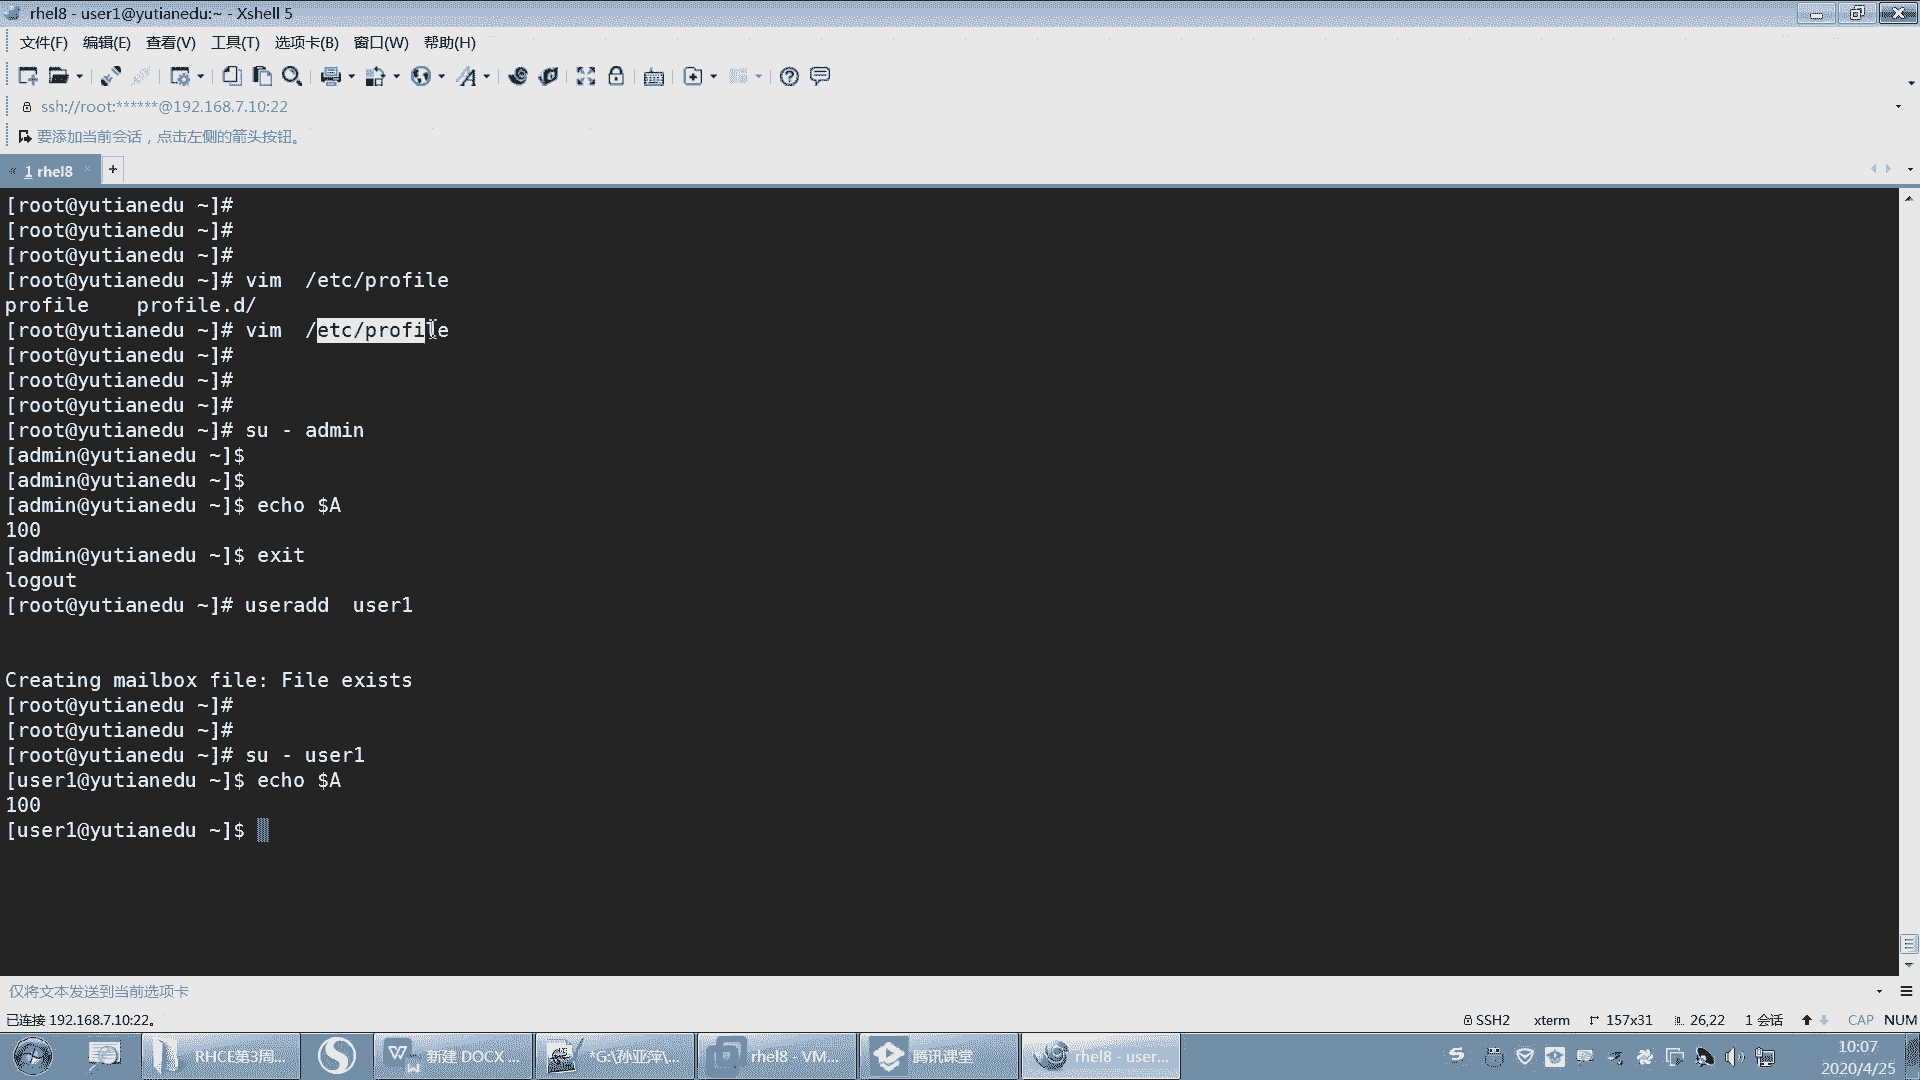 rhel8 - user1@yutianedu:~ - Xshell 5
文件(F) 编辑(E) 查看(V) 工具(T) 选项卡(B) 窗口(W) 帮助(H)
ssh://root:******@192.168.7.10:22
要添加当前会话，点击左侧的箭头按钮。
1 rhel8
[root@yutianedu ~]#
[root@yutianedu ~]#
[root@yutianedu ~]#
[root@yutianedu ~]# vim  /etc/profile
profile    profile.d/
[root@yutianedu ~]# vim  /etc/profile
[root@yutianedu ~]#
[root@yutianedu ~]#
[root@yutianedu ~]#
[root@yutianedu ~]# su - admin
[admin@yutianedu ~]$
[admin@yutianedu ~]$
[admin@yutianedu ~]$ echo $A
100
[admin@yutianedu ~]$ exit
logout
[root@yutianedu ~]# useradd  user1
Creating mailbox file: File exists
[root@yutianedu ~]#
[root@yutianedu ~]#
[root@yutianedu ~]# su - user1
[user1@yutianedu ~]$ echo $A
100
[user1@yutianedu ~]$
仅将文本发送到当前选项卡
已连接 192.168.7.10:22。 SSH2 xterm 157x31 26,22 1 会话 CAP NUM
RHCE第3周... 新建 DOCX ... *G:\孙亚萍\... rhel8 - VM... 腾讯课堂 rhel8 - user... 10:07
2020/4/25